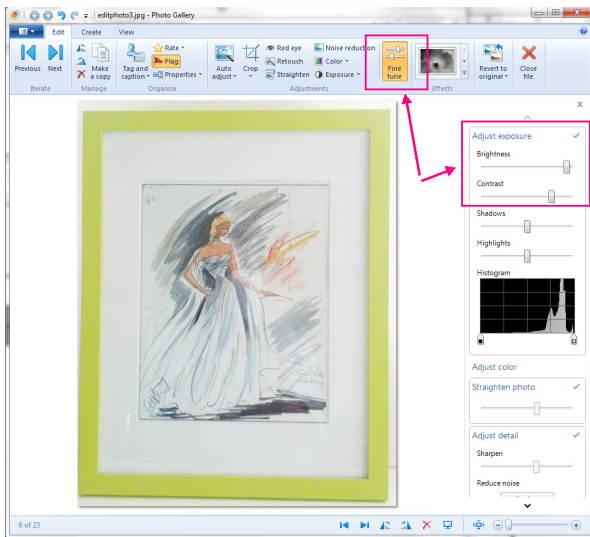 editphoto3.jpg - Photo Gallery
Edit Create View
Previous
Next
Make a copy
Tag and caption
Rate
Flag
Properties
Auto adjust
Crop
Red eye
Retouch
Straighten
Noise reduction
Color
Exposure
Fine tune
Revert to original
Close file
Iterate
Manage
Organize
Adjustments
Effects
Adjust exposure
Brightness
Contrast
Shadows
Highlights
Histogram
Adjust color
Straighten photo
Adjust detail
Sharpen
Reduce noise
6 of 23